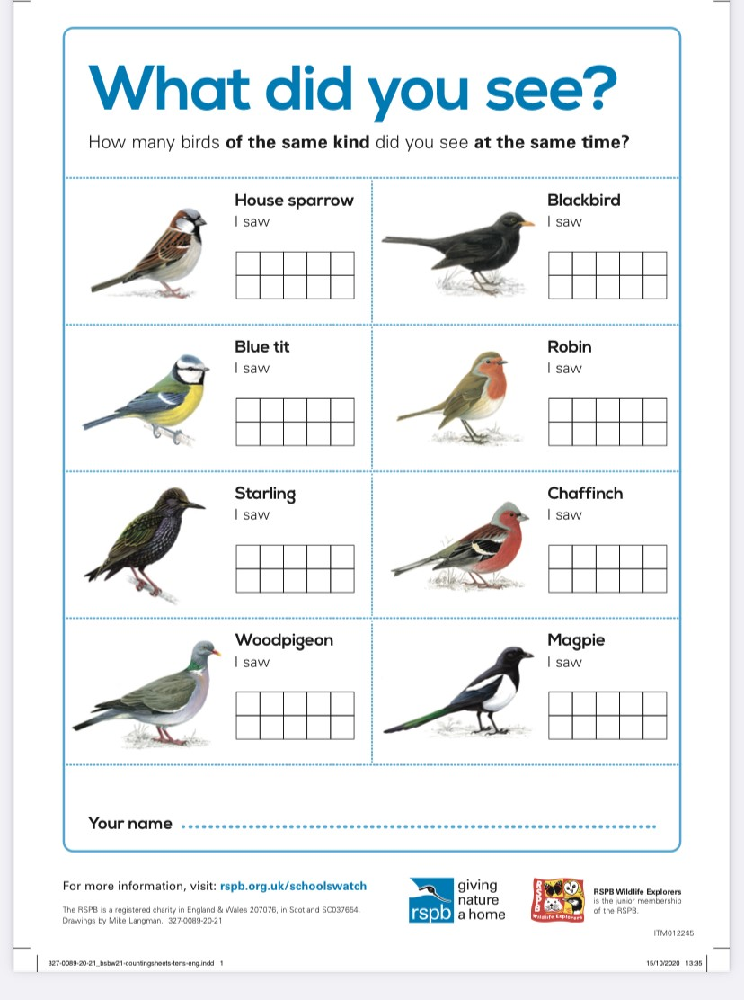 What did you see?
How many birds of the same kind did you see at the same time?
House sparrow
I saw
Blackbird
I saw
Blue tit
I saw
Robin
I saw
Starling
I saw
Chaffinch
I saw
Woodpigeon
I saw
Magpie
I saw
Your name
For more information, visit: rspb.org.uk/schoolswatch
The RSPB is a registered charity in England & Wales 207076, in Scotland SC037654.
Drawings by Mike Langman. 327-0089-20-21
rspb
giving
nature
a home
RSPB
Wildlife Explorers
RSPB Wildlife Explorers
is the junior membership
of the RSPB.
ITM012245
327-0089-20-21_bsbw21-countingsheets-tens-eng.indd 1
15/10/2020 13:35